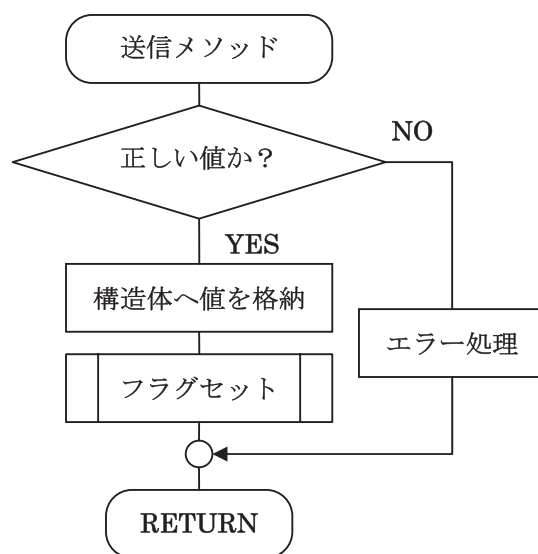 送信メソッド
正しい値か？
NO
YES
構造体へ値を格納
エラー処理
フラグセット
RETURN